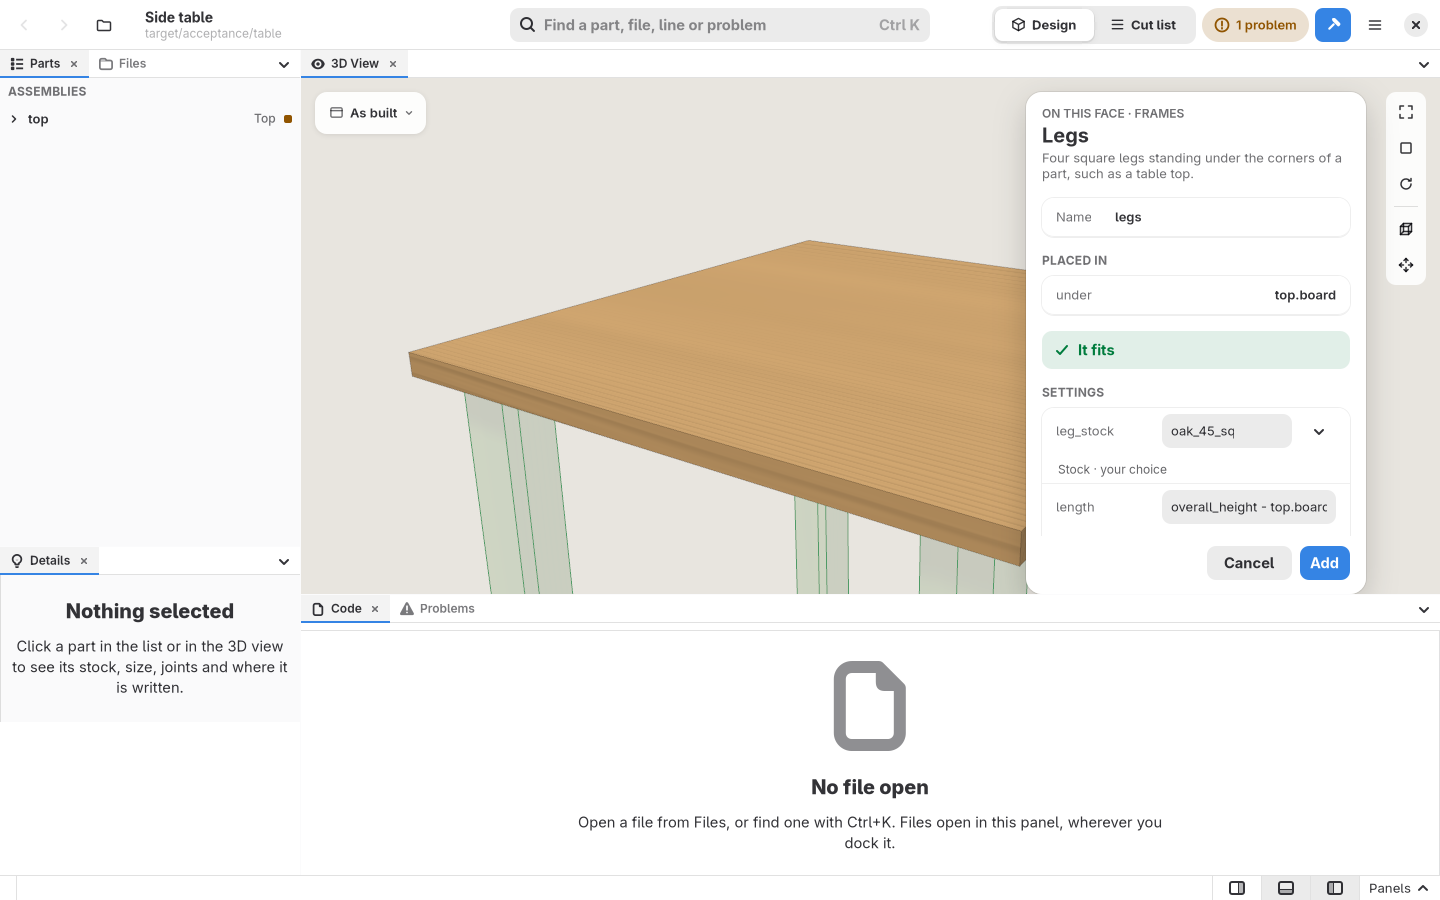 Side table
target/acceptance/table
Find a part, file, line or problem
Ctrl K
Design
Cut list
1 problem
Parts
Files
3D View
ASSEMBLIES
top
Top
As built
ON THIS FACE · FRAMES
Legs
Four square legs standing under the corners of a
part, such as a table top.
Name
legs
PLACED IN
under
top.board
It fits
SETTINGS
leg_stock
oak_45_sq
Stock · your choice
length
overall_height - top.board
Cancel
Add
Details
Nothing selected
Click a part in the list or in the 3D view
to see its stock, size, joints and where it
is written.
Code
Problems
No file open
Open a file from Files, or find one with Ctrl+K. Files open in this panel, wherever you
dock it.
Panels